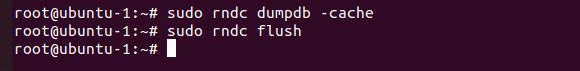 root@ubuntu-1:~# sudo rndc dumpdb -cache
root@ubuntu-1:~# sudo rndc flush
root@ubuntu-1:~#